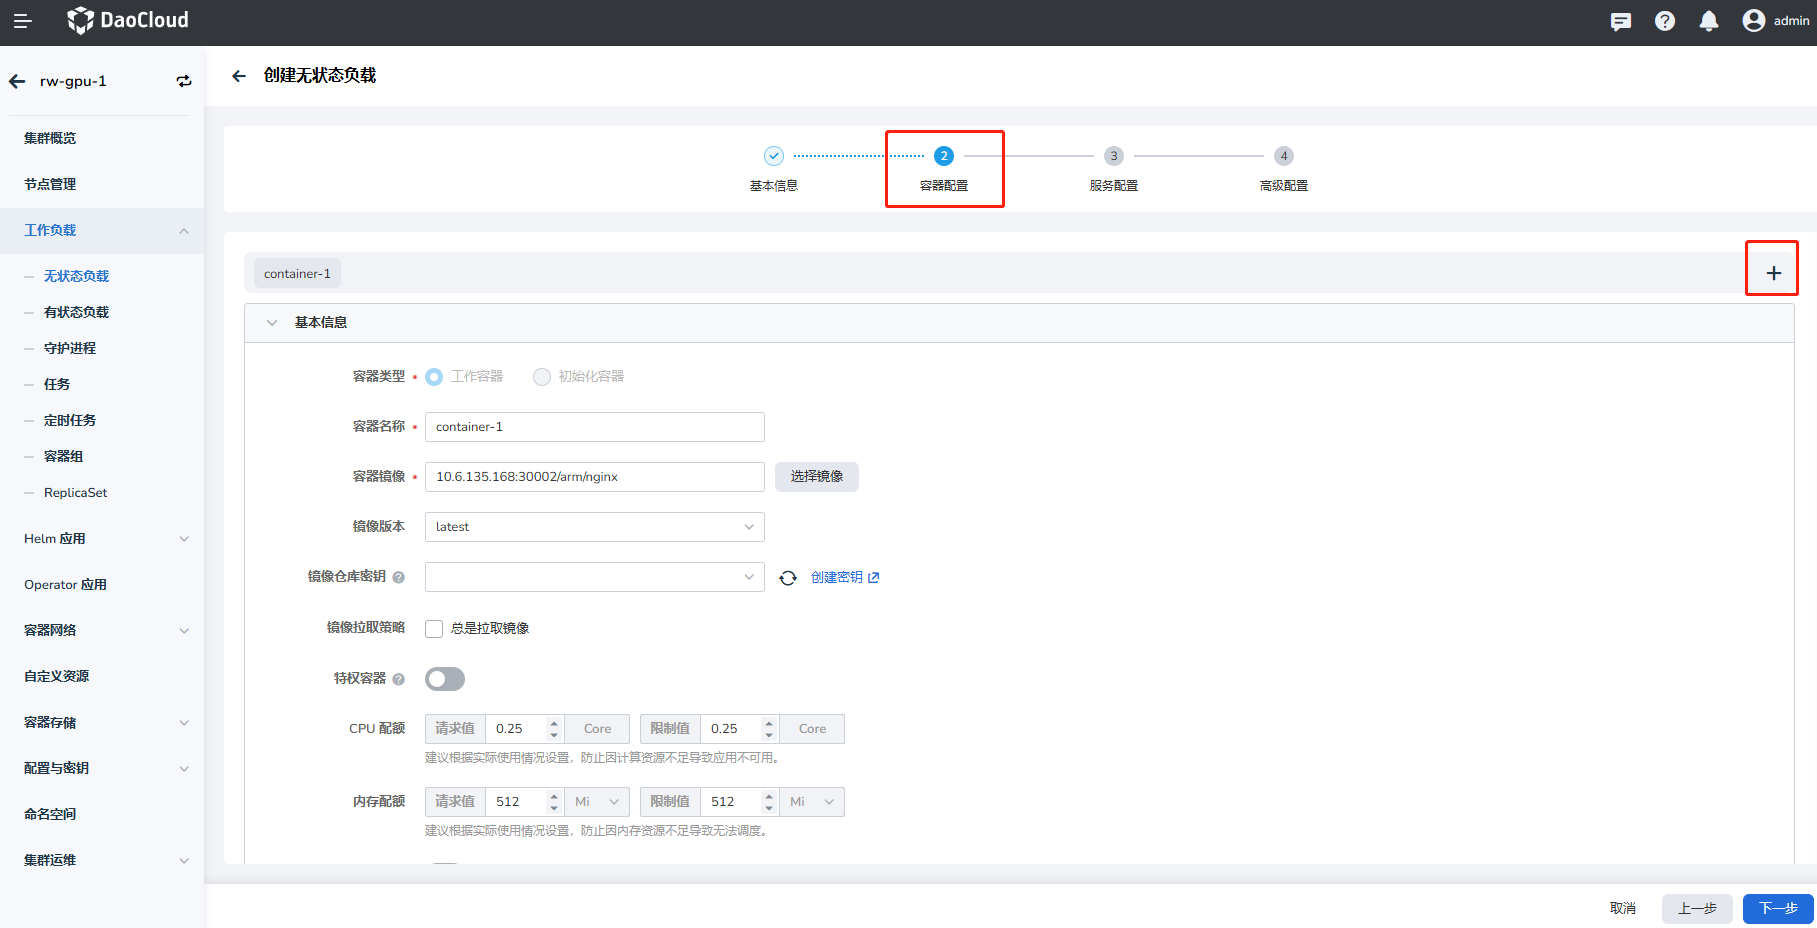 DaoCloud
admin
rw-gpu-1
创建无状态负载
集群概览
节点管理
工作负载
无状态负载
有状态负载
守护进程
任务
定时任务
容器组
ReplicaSet
Helm 应用
Operator 应用
容器网络
自定义资源
容器存储
配置与密钥
命名空间
集群运维
基本信息
2
容器配置
3
服务配置
4
高级配置
container-1
基本信息
容器类型 • 工作容器 初始化容器
容器名称 • container-1
容器镜像 • 10.6.135.168:30002/arm/nginx 选择镜像
镜像版本 latest
镜像仓库密钥 ? 创建密钥
镜像拉取策略 总是拉取镜像
特权容器 ?
CPU 配额 请求值 0.25 Core 限制值 0.25 Core
建议根据实际使用情况设置，防止因计算资源不足导致应用不可用。
内存配额 请求值 512 Mi 限制值 512 Mi
建议根据实际使用情况设置，防止因内存资源不足导致无法调度。
取消 上一步 下一步